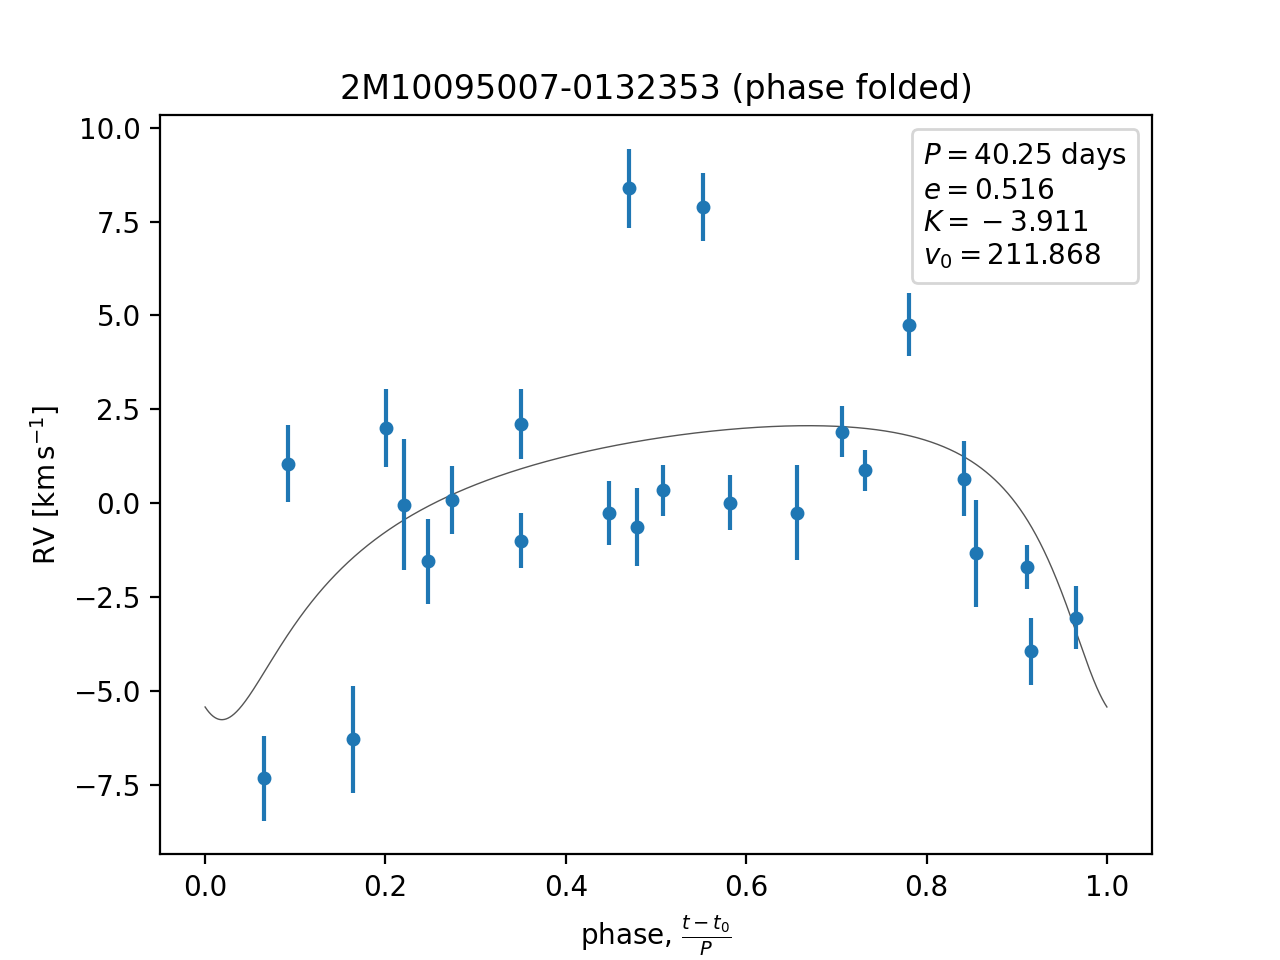 2M10095007-0132353 (phase folded)
P = 40.25 days
e = 0.516
K = − 3.911
v₀ = 211.868
10.0
7.5
5.0
2.5
0.0
−2.5
−5.0
−7.5
RV [km s⁻¹]
0.0 0.2 0.4 0.6 0.8 1.0
phase, (t − t₀)/P